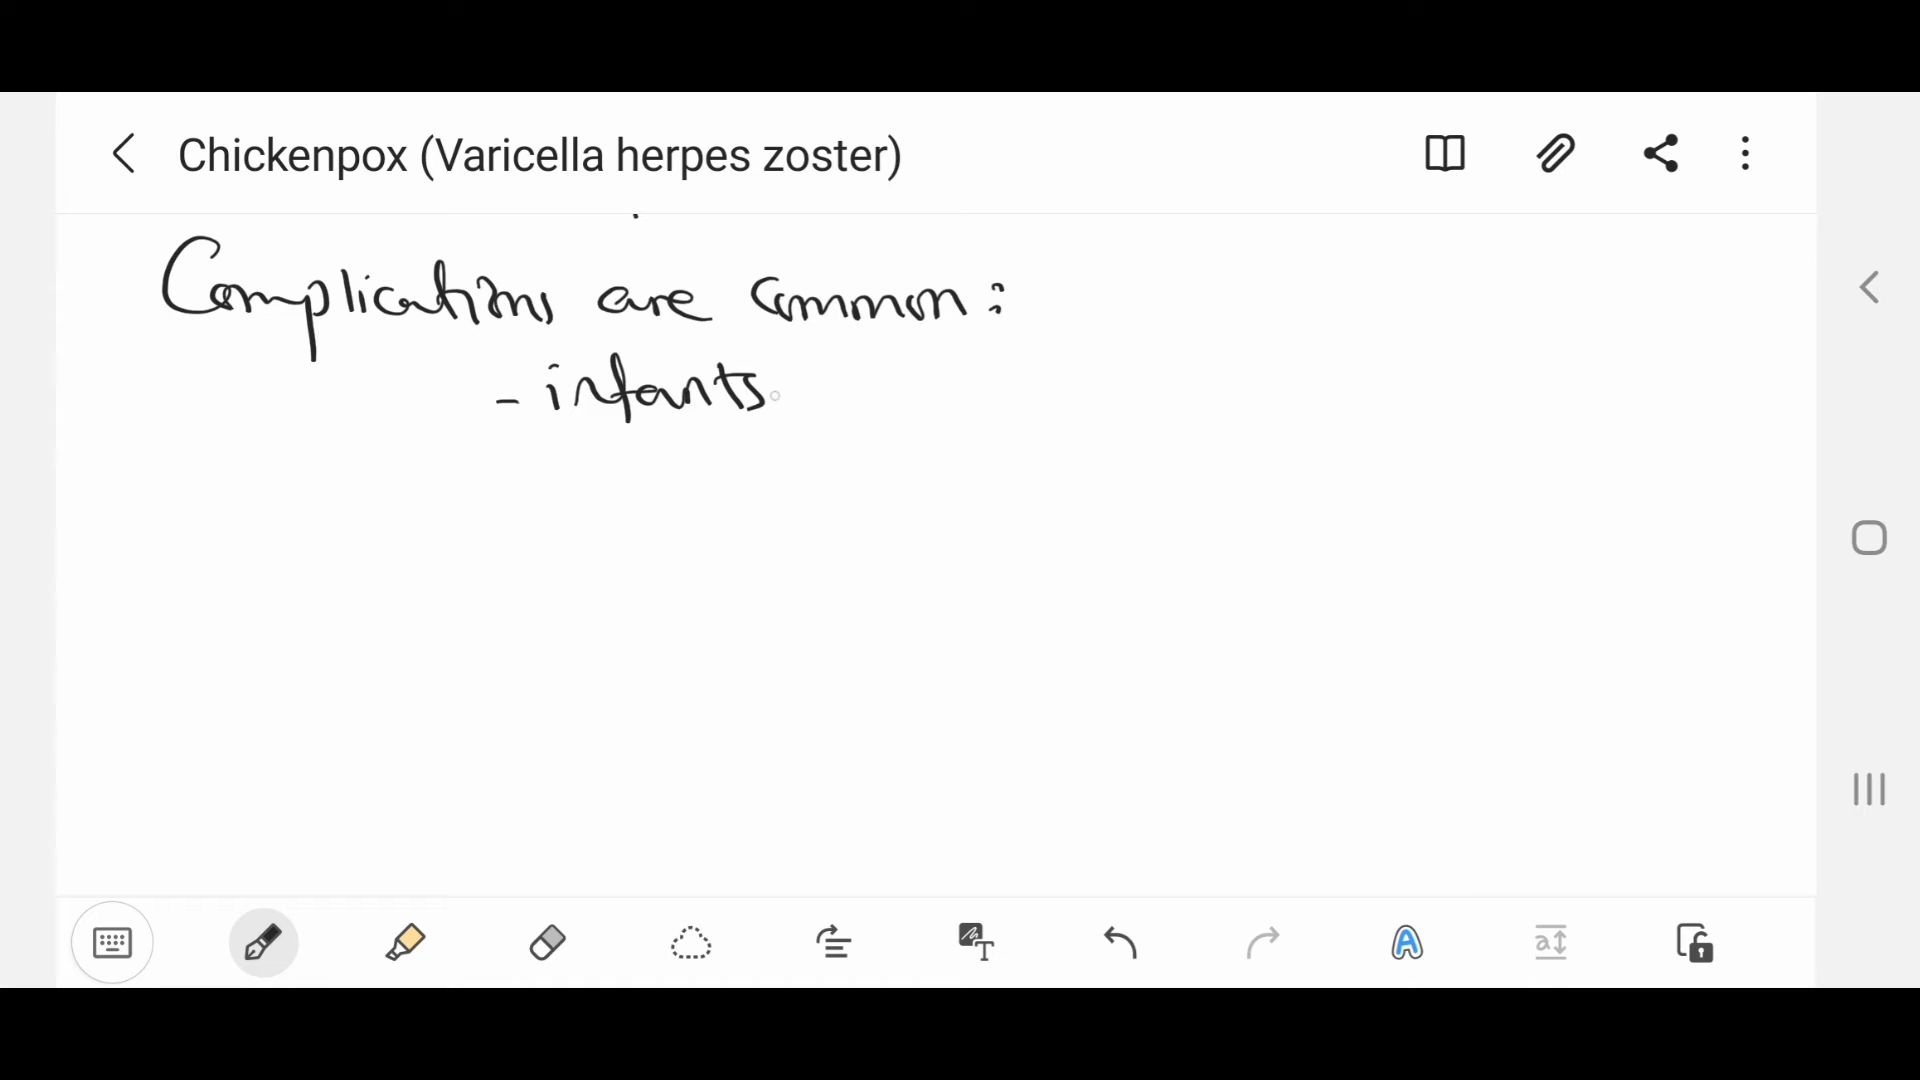 Chickenpox (Varicella herpes zoster)
Complications are common:
- infants